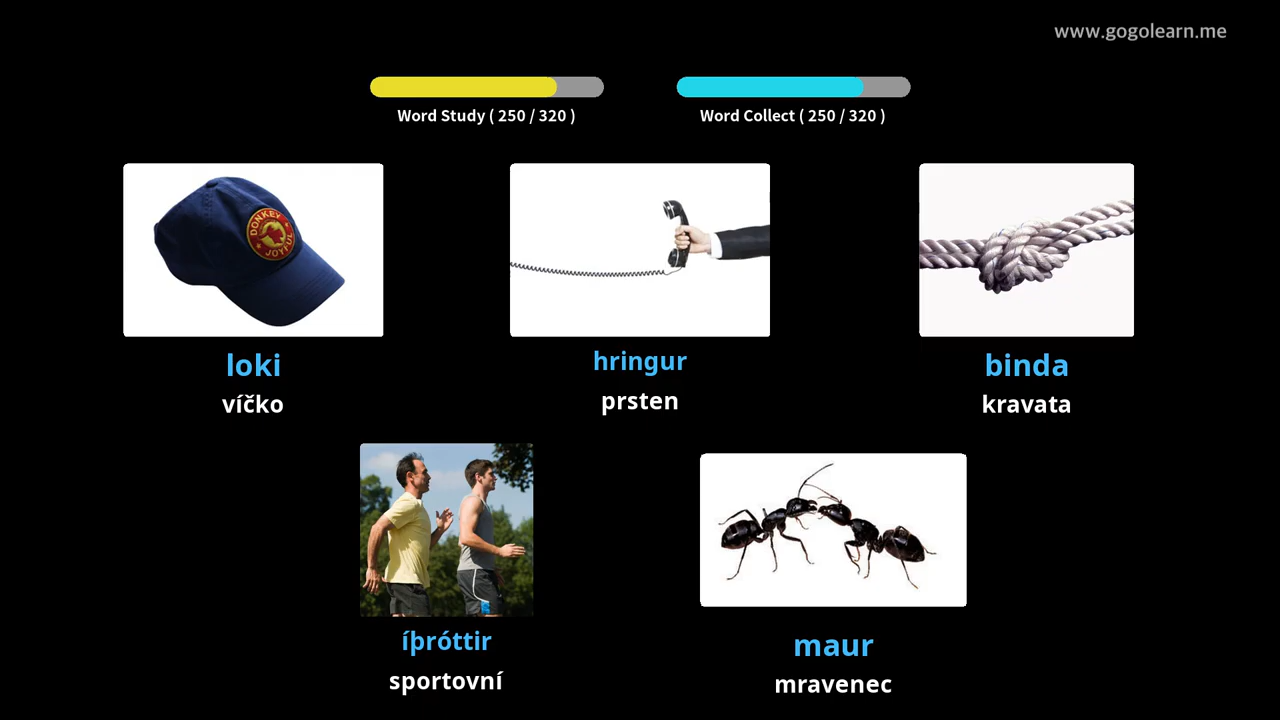 www.gogolearn.me
Word Study ( 250 / 320 )
Word Collect ( 250 / 320 )
DONKEY
JOYFUL
loki
hringur
binda
víčko
prsten
kravata
íþróttir
maur
sportovní
mravenec